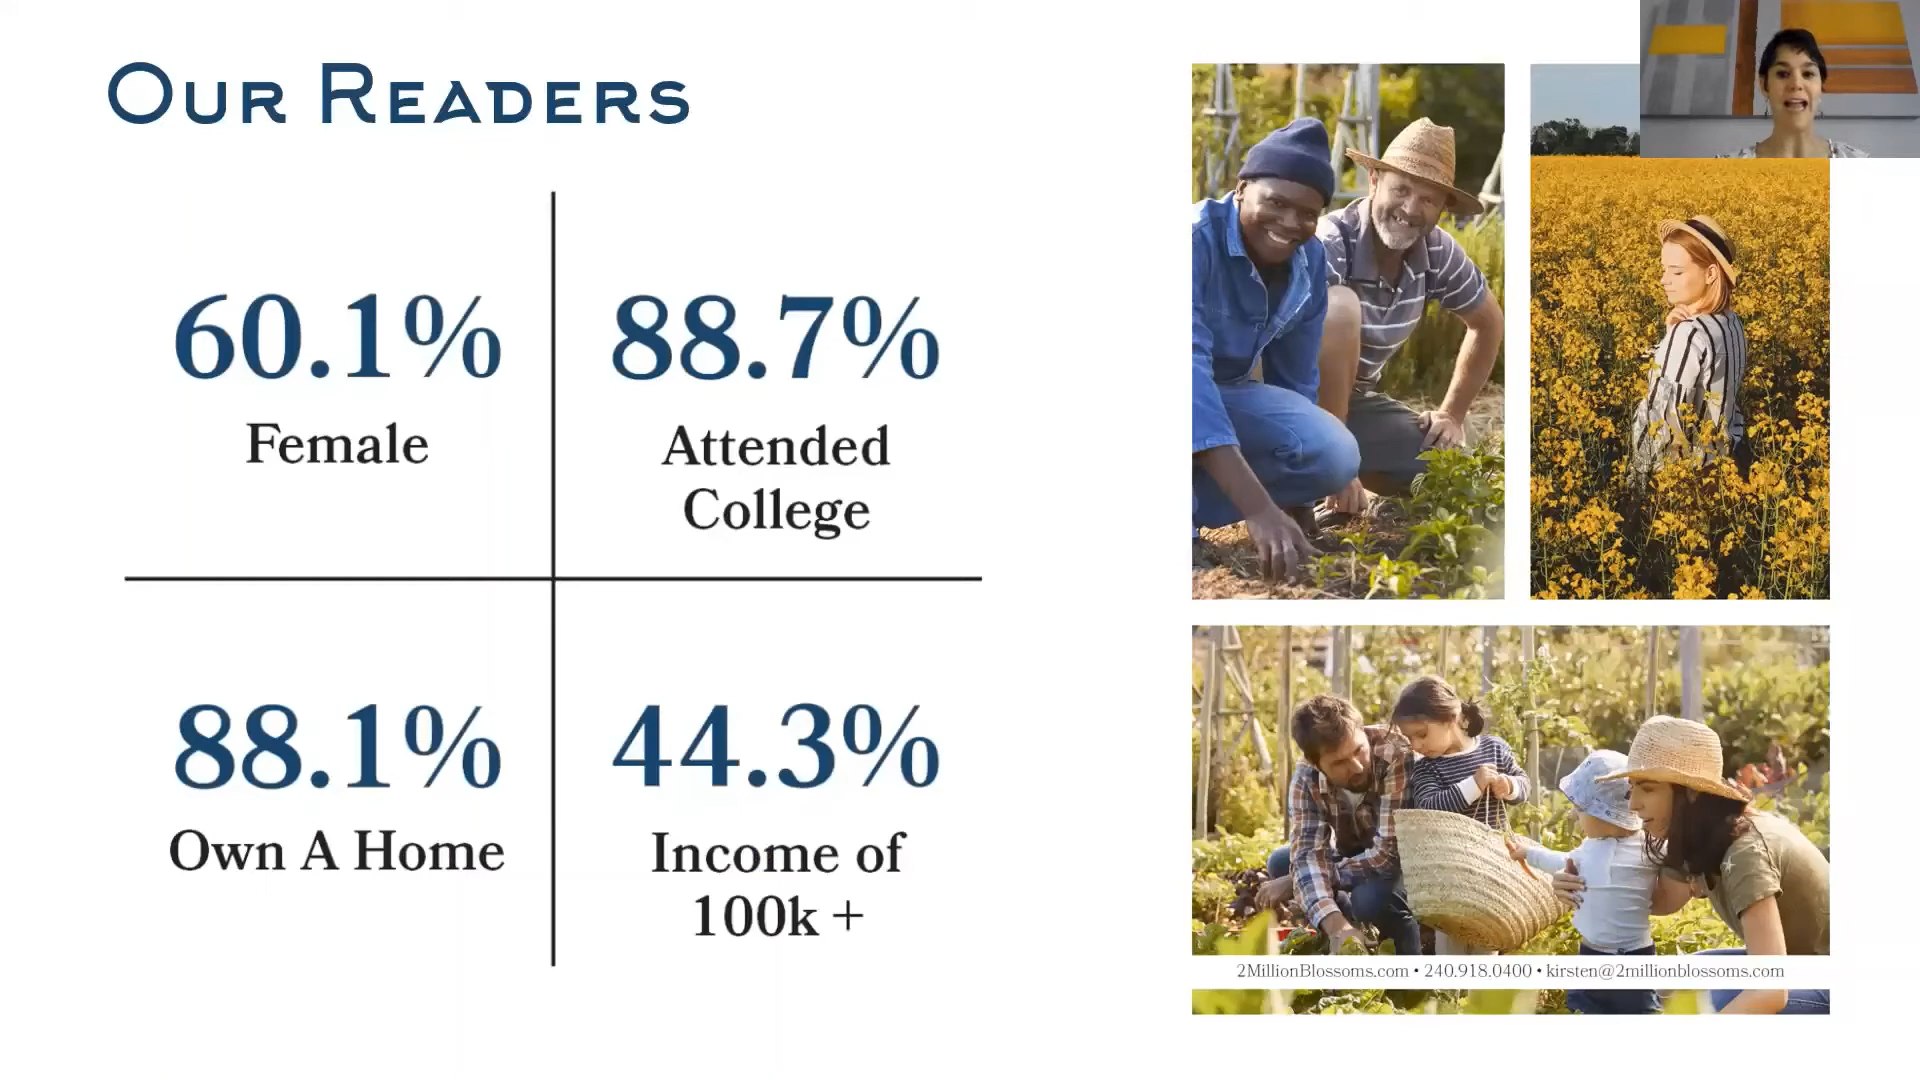 Our Readers
60.1%
Female
88.7%
Attended
College
88.1%
Own A Home
44.3%
Income of
100k +
2MillionBlossoms.com • 240.918.0400 • kirsten@2millionblossoms.com